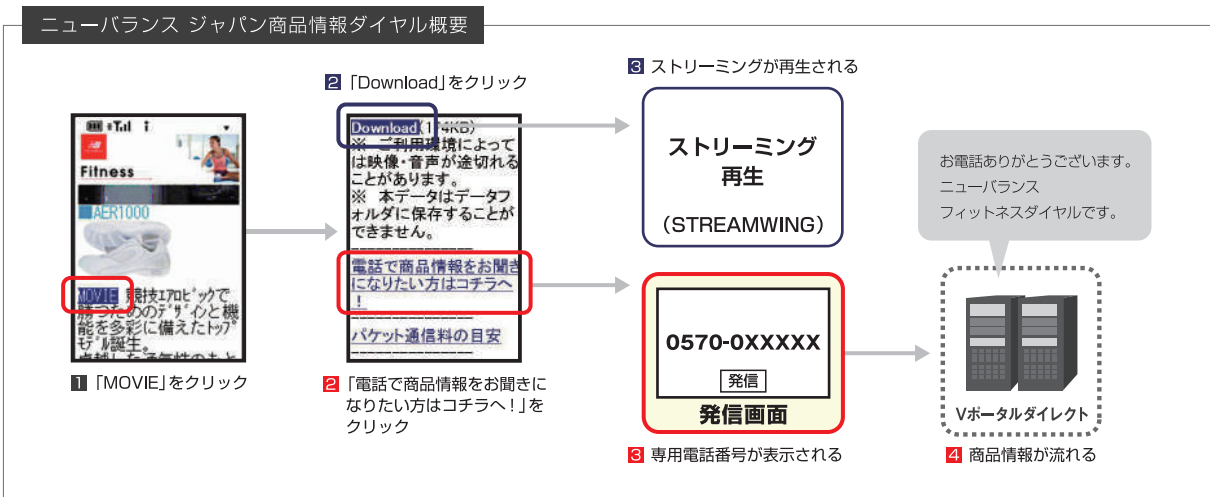 ニューバランス ジャパン商品情報ダイヤル概要
Fitness
■AER1000
MOVIE 競技エアロビックで
勝つためのデザインと機
能を多彩に備えたトップ
モデル誕生。
卓越した通気性のもと
1 「MOVIE」をクリック
2 「Download」をクリック
Download(174KB)
※ ご利用環境によって
は映像・音声が途切れる
ことがあります。
※ 本データはデータフ
ォルダに保存することが
できません。
電話で商品情報をお聞き
になりたい方はコチラへ
!
パケット通信料の目安
2 「電話で商品情報をお聞きに
なりたい方はコチラへ!」を
クリック
3 ストリーミングが再生される
ストリーミング
再生
(STREAMWING)
0570-0XXXXX
発信
発信画面
3 専用電話番号が表示される
お電話ありがとうございます。
ニューバランス
フィットネスダイヤルです。
Vポータルダイレクト
4 商品情報が流れる